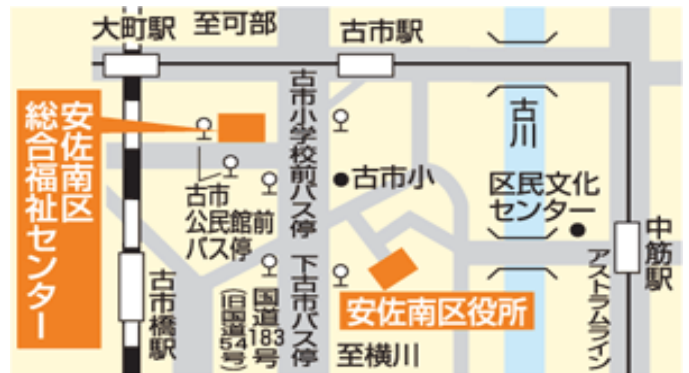 大町駅
至可部
古市駅
安佐南区
総合福祉センター
古市小学校前バス停
古川
古市
公民館前
バス停
古市小
区民文化
センター
中筋駅
アストラムライン
古市橋駅
国道183号
(旧国道54号)
下古市バス停
安佐南区役所
至横川